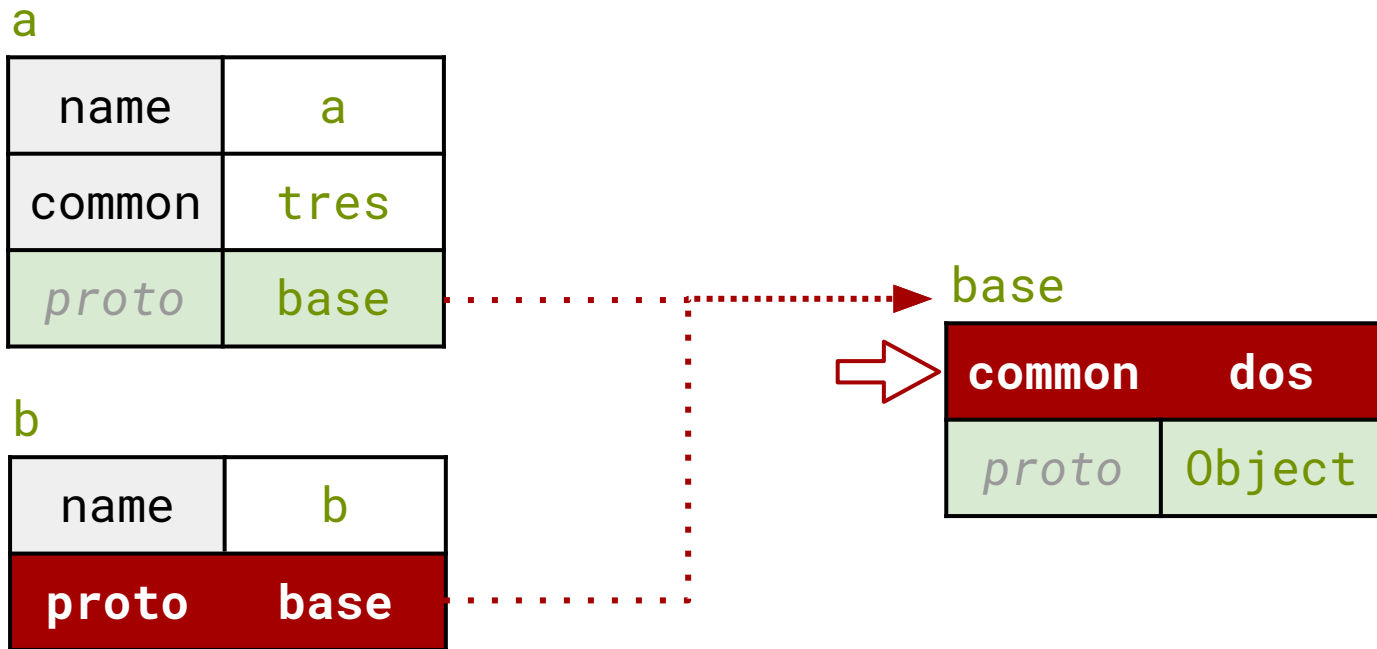 a
name a
common tres
proto base
b
name b
proto base
base
common dos
proto Object